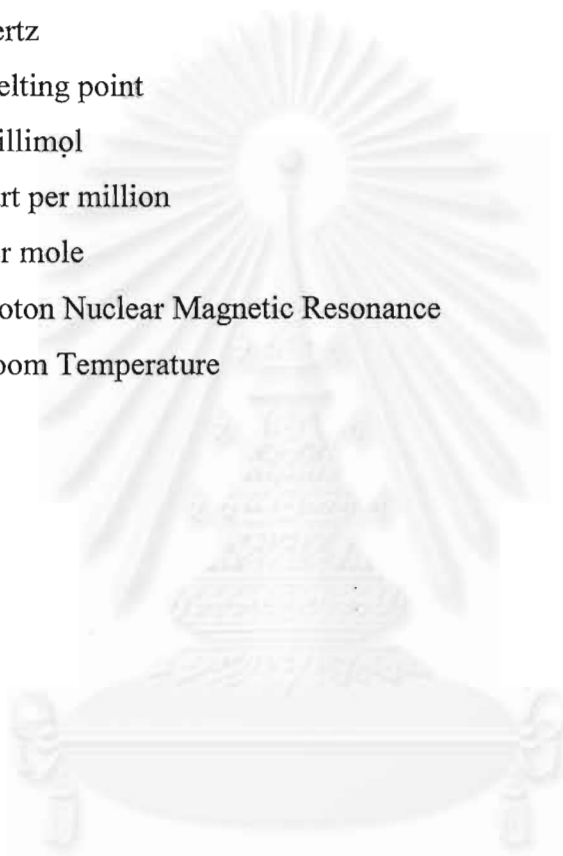 ertz
elting point
illimol
rt per million
r mole
oton Nuclear Magnetic Resonance
oom Temperature